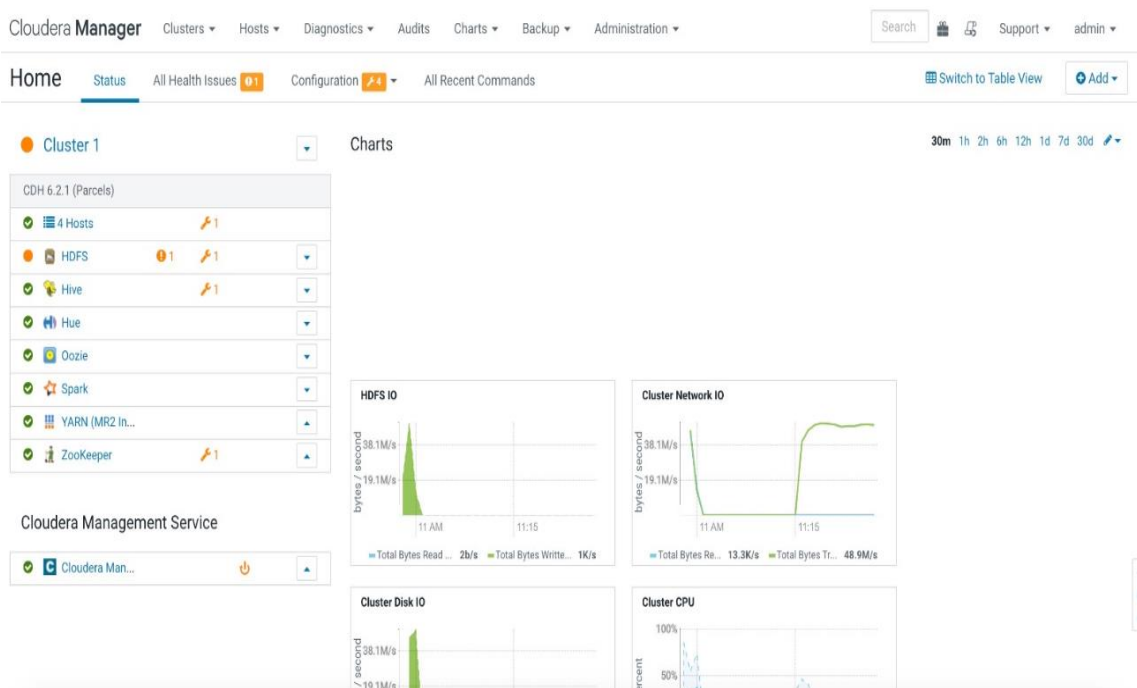 Cloudera Manager Clusters Hosts Diagnostics Audits Charts Backup Administration Search Support admin
Home Status All Health Issues 1 Configuration 4 All Recent Commands Switch to Table View Add
Cluster 1
CDH 6.2.1 (Parcels)
4 Hosts 1
HDFS 1 1
Hive 1
Hue
Oozie
Spark
YARN (MR2 In...
ZooKeeper 1
Cloudera Management Service
Cloudera Man...
Charts
30m 1h 2h 6h 12h 1d 7d 30d
HDFS IO
bytes / second
38.1M/s
19.1M/s
11 AM 11:15
Total Bytes Read ... 2b/s Total Bytes Writte... 1K/s
Cluster Network IO
bytes / second
38.1M/s
19.1M/s
11 AM 11:15
Total Bytes Re... 13.3K/s Total Bytes Tr... 48.9M/s
Cluster Disk IO
/ second
38.1M/s
19.1M/s
Cluster CPU
percent
100%
50%